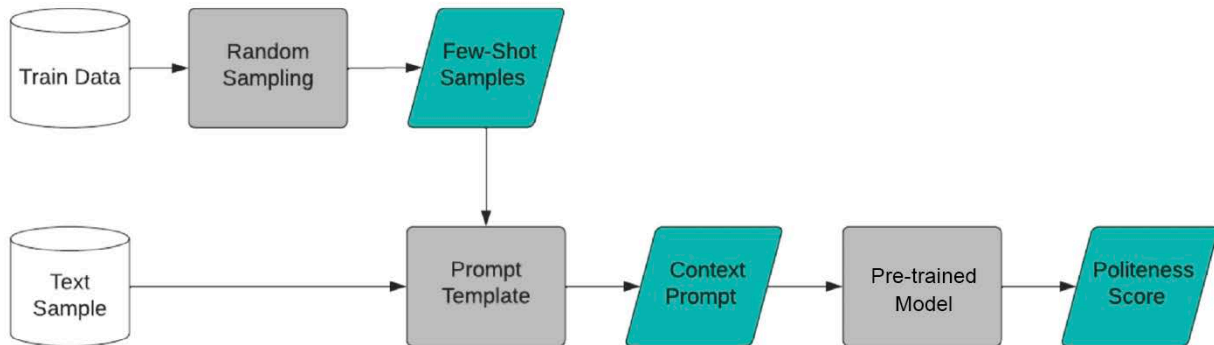 Train Data
Random
Sampling
Few-Shot
Samples
Text
Sample
Prompt
Template
Context
Prompt
Pre-trained
Model
Politeness
Score